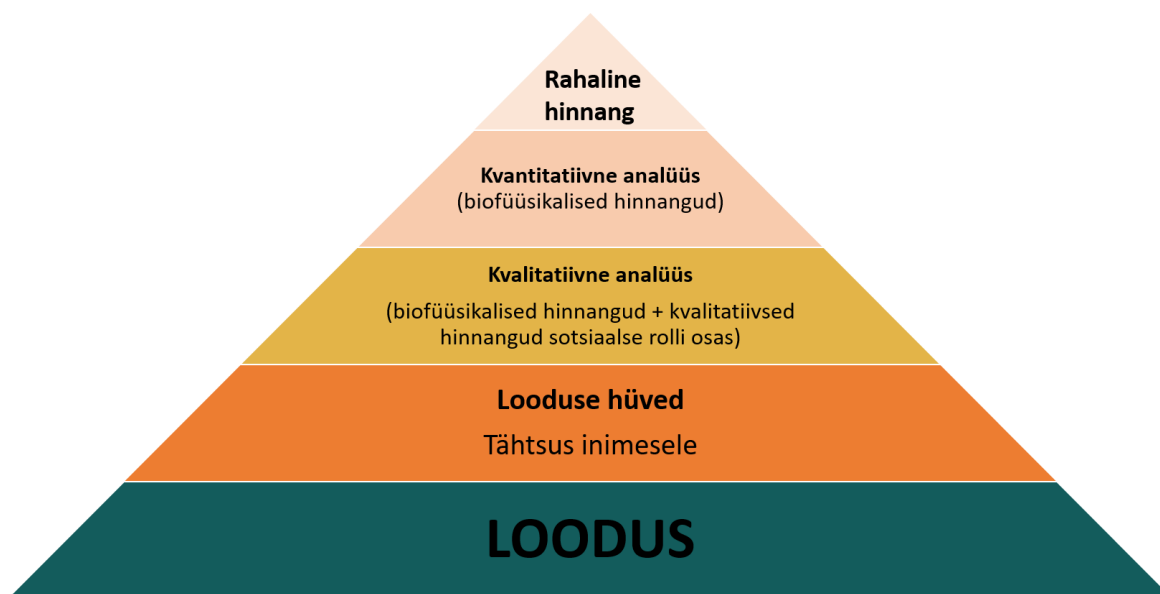 Rahaline
hinnang
Kvantitatiivne analüüs
(biofüüsikalised hinnangud)
Kvalitatiivne analüüs
(biofüüsikalised hinnangud + kvalitatiivsed
hinnangud sotsiaalse rolli osas)
Looduse hüved
Tähtsus inimesele
LOODUS